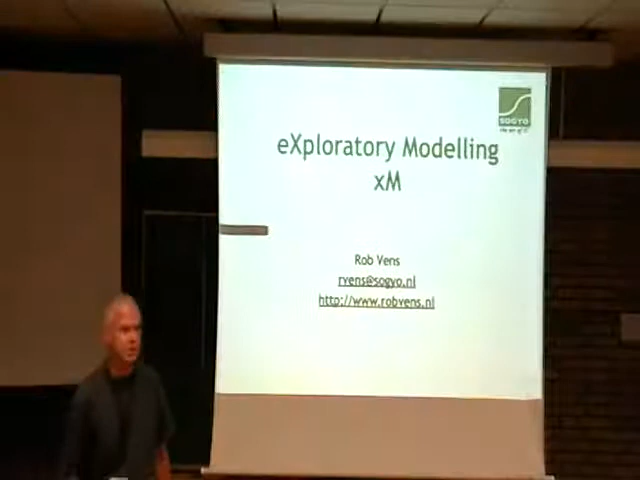 SOGYO
eXploratory Modelling
xM
Rob Vens
rvens@sogyo.nl
http://www.robvens.nl